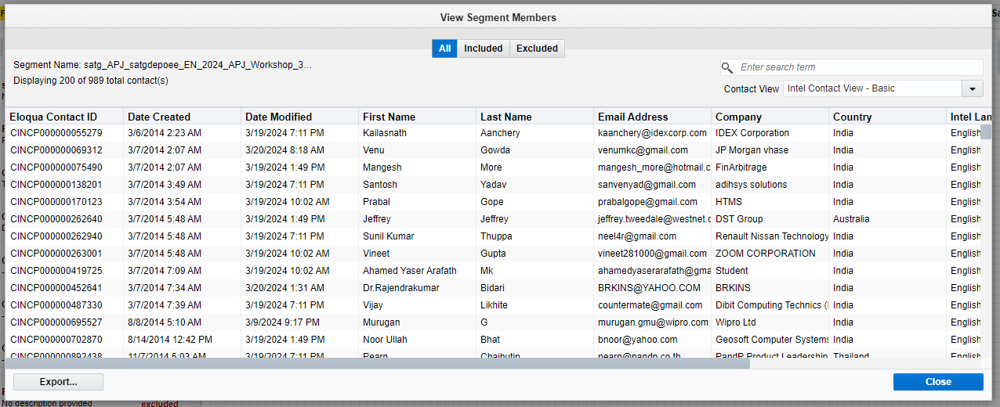 View Segment Members
All Included Excluded
Segment Name: satg_APJ_satgdepoee_EN_2024_APJ_Workshop_3…
Enter search term
Displaying 200 of 989 total contact(s)
Contact View Intel Contact View - Basic
Eloqua Contact ID Date Created Date Modified First Name Last Name Email Address Company Country Intel Lan
CINCP000000055279 3/6/2014 2:23 AM 3/19/2024 7:11 PM Kailasnath Aanchery kaanchery@idexcorp.com IDEX Corporation India English
CINCP000000069312 3/7/2014 2:07 AM 3/20/2024 8:18 AM Venu Gowda venumkc@gmail.com JP Morgan vhase India English
CINCP000000075490 3/7/2014 2:07 AM 3/19/2024 1:49 PM Mangesh More mangesh_more@hotmail.c FinArbitrage India English
CINCP000000138201 3/7/2014 3:49 AM 3/19/2024 7:11 PM Santosh Yadav sanvenyad@gmail.com adihsys solutions India English
CINCP000000170123 3/7/2014 3:54 AM 3/19/2024 10:02 AM Prabal Gope prabalgope@gmail.com HTMS India English
CINCP000000262640 3/7/2014 5:48 AM 3/19/2024 1:49 PM Jeffrey Jeffrey jeffrey.tweedale@westnet.c DST Group Australia English
CINCP000000262940 3/7/2014 5:48 AM 3/19/2024 7:11 PM Sunil Kumar Thuppa neel4r@gmail.com Renault Nissan Technology India English
CINCP000000263001 3/7/2014 5:48 AM 3/19/2024 10:02 AM Vineet Gupta vineet281000@gmail.com ZOOM CORPORATION India English
CINCP000000419725 3/7/2014 7:09 AM 3/19/2024 10:02 AM Ahamed Yaser Arafath Mk ahamedyaserarafath@gma Student India English
CINCP000000452641 3/7/2014 7:34 AM 3/20/2024 1:31 AM Dr.Rajendrakumar Bidari BRKINS@YAHOO.COM BRKINS India English
CINCP000000487330 3/7/2014 7:39 AM 3/19/2024 7:11 PM Vijay Likhite countermate@gmail.com Dibit Computing Technics ( India English
CINCP000000695527 8/8/2014 5:10 AM 3/9/2024 9:17 PM Murugan G murugan.gmu@wipro.com Wipro Ltd India English
CINCP000000702870 8/14/2014 12:42 PM 3/19/2024 1:49 PM Noor Ullah Bhat bnoor@yahoo.com Geosoft Computer Systems India English
CINCP000000892438 11/7/2014 5:03 AM 3/19/2024 7:11 PM Pearn Chaihutip pearn@pandp.co.th PandP Product Leadership Thailand English
Export... Close
No description provided excluded